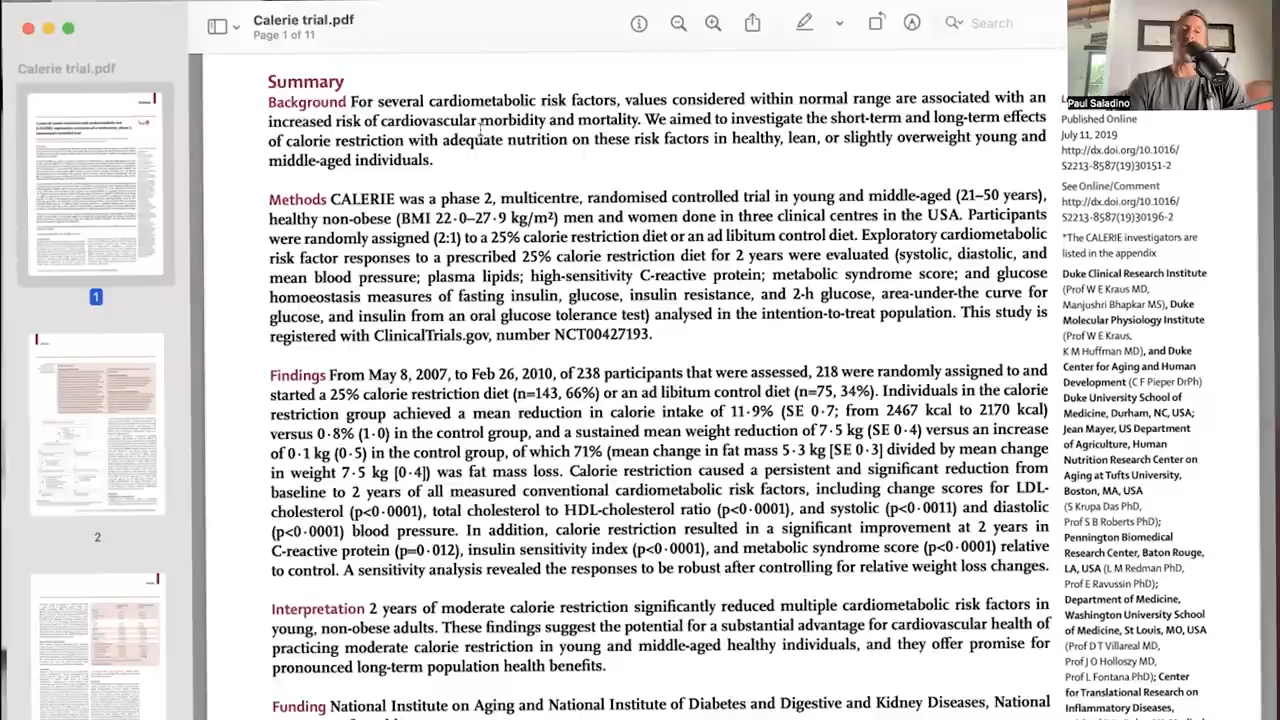 Calerie trial.pdf
Page 1 of 11
Search
Calerie trial.pdf
1
2
Paul Saladino
Summary
Background For several cardiometabolic risk factors, values considered within normal range are associated with an
increased risk of cardiovascular morbidity and mortality. We aimed to investigate the short-term and long-term effects
of calorie restriction with adequate nutrition on these risk factors in healthy, lean, or slightly overweight young and
middle-aged individuals.
Methods CALERIE was a phase 2, multicentre, randomised controlled trial in young and middle-aged (21–50 years),
healthy non-obese (BMI 22·0–27·9 kg/m²) men and women done in three clinical centres in the USA. Participants
were randomly assigned (2:1) to a 25% calorie restriction diet or an ad libitum control diet. Exploratory cardiometabolic
risk factor responses to a prescribed 25% calorie restriction diet for 2 years were evaluated (systolic, diastolic, and
mean blood pressure; plasma lipids; high-sensitivity C-reactive protein; metabolic syndrome score; and glucose
homoeostasis measures of fasting insulin, glucose, insulin resistance, and 2-h glucose, area-under-the curve for
glucose, and insulin from an oral glucose tolerance test) analysed in the intention-to-treat population. This study is
registered with ClinicalTrials.gov, number NCT00427193.
Findings From May 8, 2007, to Feb 26, 2010, of 238 participants that were assessed, 218 were randomly assigned to and
started a 25% calorie restriction diet (n=143, 66%) or an ad libitum control diet (n=75, 34%). Individuals in the calorie
restriction group achieved a mean reduction in calorie intake of 11·9% (SE 0·7; from 2467 kcal to 2170 kcal)
versus 0·8% (1·0) in the control group, and a sustained mean weight reduction of 7·5 kg (SE 0·4) versus an increase
of 0·1 kg (0·5) in the control group, of which 71% (mean change in fat mass 5·3 kg [SE 0·3] divided by mean change
in weight 7·5 kg [0·4]) was fat mass loss. Calorie restriction caused a persistent and significant reduction from
baseline to 2 years of all measured conventional cardiometabolic risk factors, including change scores for LDL-
cholesterol (p<0·0001), total cholesterol to HDL-cholesterol ratio (p<0·0001), and systolic (p<0·0011) and diastolic
(p<0·0001) blood pressure. In addition, calorie restriction resulted in a significant improvement at 2 years in
C-reactive protein (p=0·012), insulin sensitivity index (p<0·0001), and metabolic syndrome score (p<0·0001) relative
to control. A sensitivity analysis revealed the responses to be robust after controlling for relative weight loss changes.
Interpretation 2 years of moderate calorie restriction significantly reduced multiple cardiometabolic risk factors in
young, non-obese adults. These findings suggest the potential for a substantial advantage for cardiovascular health of
practicing moderate calorie restriction in young and middle-aged healthy individuals, and they offer promise for
pronounced long-term population health benefits.
Funding National Institute on Aging and National Institute of Diabetes and Digestive and Kidney Diseases, National
Published Online
July 11, 2019
http://dx.doi.org/10.1016/
S2213-8587(19)30151-2
See Online/Comment
http://dx.doi.org/10.1016/
S2213-8587(19)30196-2
*The CALERIE investigators are
listed in the appendix
Duke Clinical Research Institute
(Prof W E Kraus MD,
Manjushri Bhapkar MS), Duke
Molecular Physiology Institute
(Prof W E Kraus,
K M Huffman MD), and Duke
Center for Aging and Human
Development (C F Pieper DrPh)
Duke University School of
Medicine, Durham, NC, USA;
Jean Mayer, US Department
of Agriculture, Human
Nutrition Research Center on
Aging at Tufts University,
Boston, MA, USA
(S Krupa Das PhD,
Prof S B Roberts PhD);
Pennington Biomedical
Research Center, Baton Rouge,
LA, USA (L M Redman PhD,
Prof E Ravussin PhD);
Department of Medicine,
Washington University School
of Medicine, St Louis, MO, USA
(Prof D T Villareal MD,
Prof J O Holloszy MD,
Prof L Fontana PhD); Center
for Translational Research on
Inflammatory Diseases,